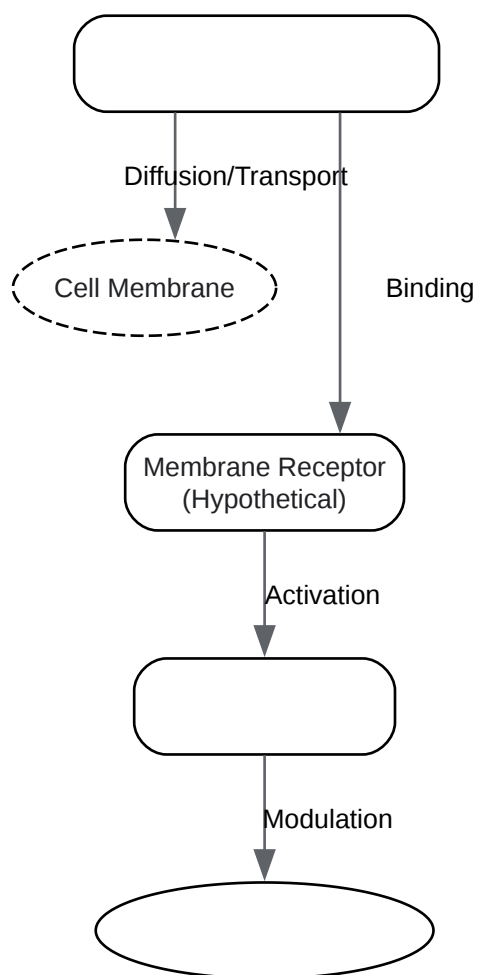 Diffusion/Transport
Cell Membrane
Binding
Membrane Receptor
(Hypothetical)
Activation
Modulation